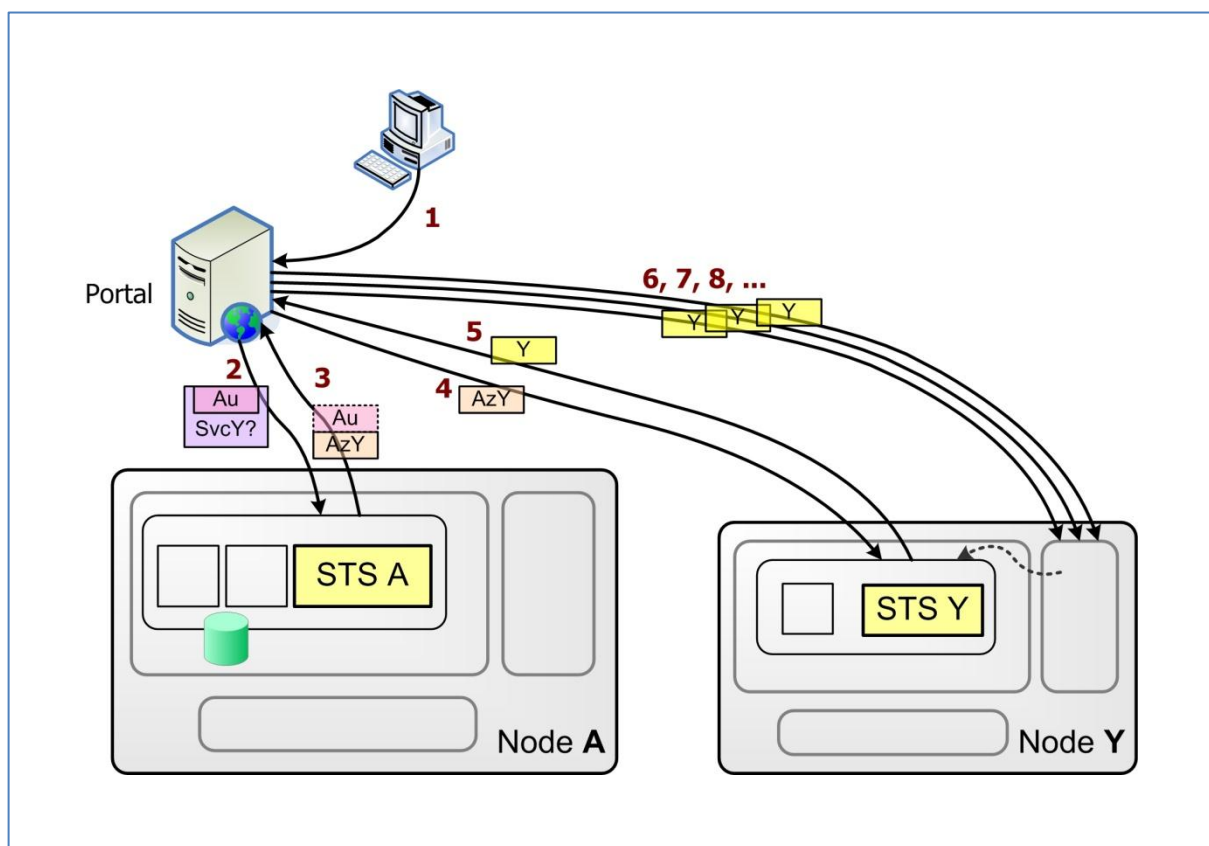 1
Portal
6, 7, 8, ...
Y
Y
Y
5
Y
2
3
4
AzY
Au
SvcY?
Au
AzY
STS A
STS Y
Node A
Node Y